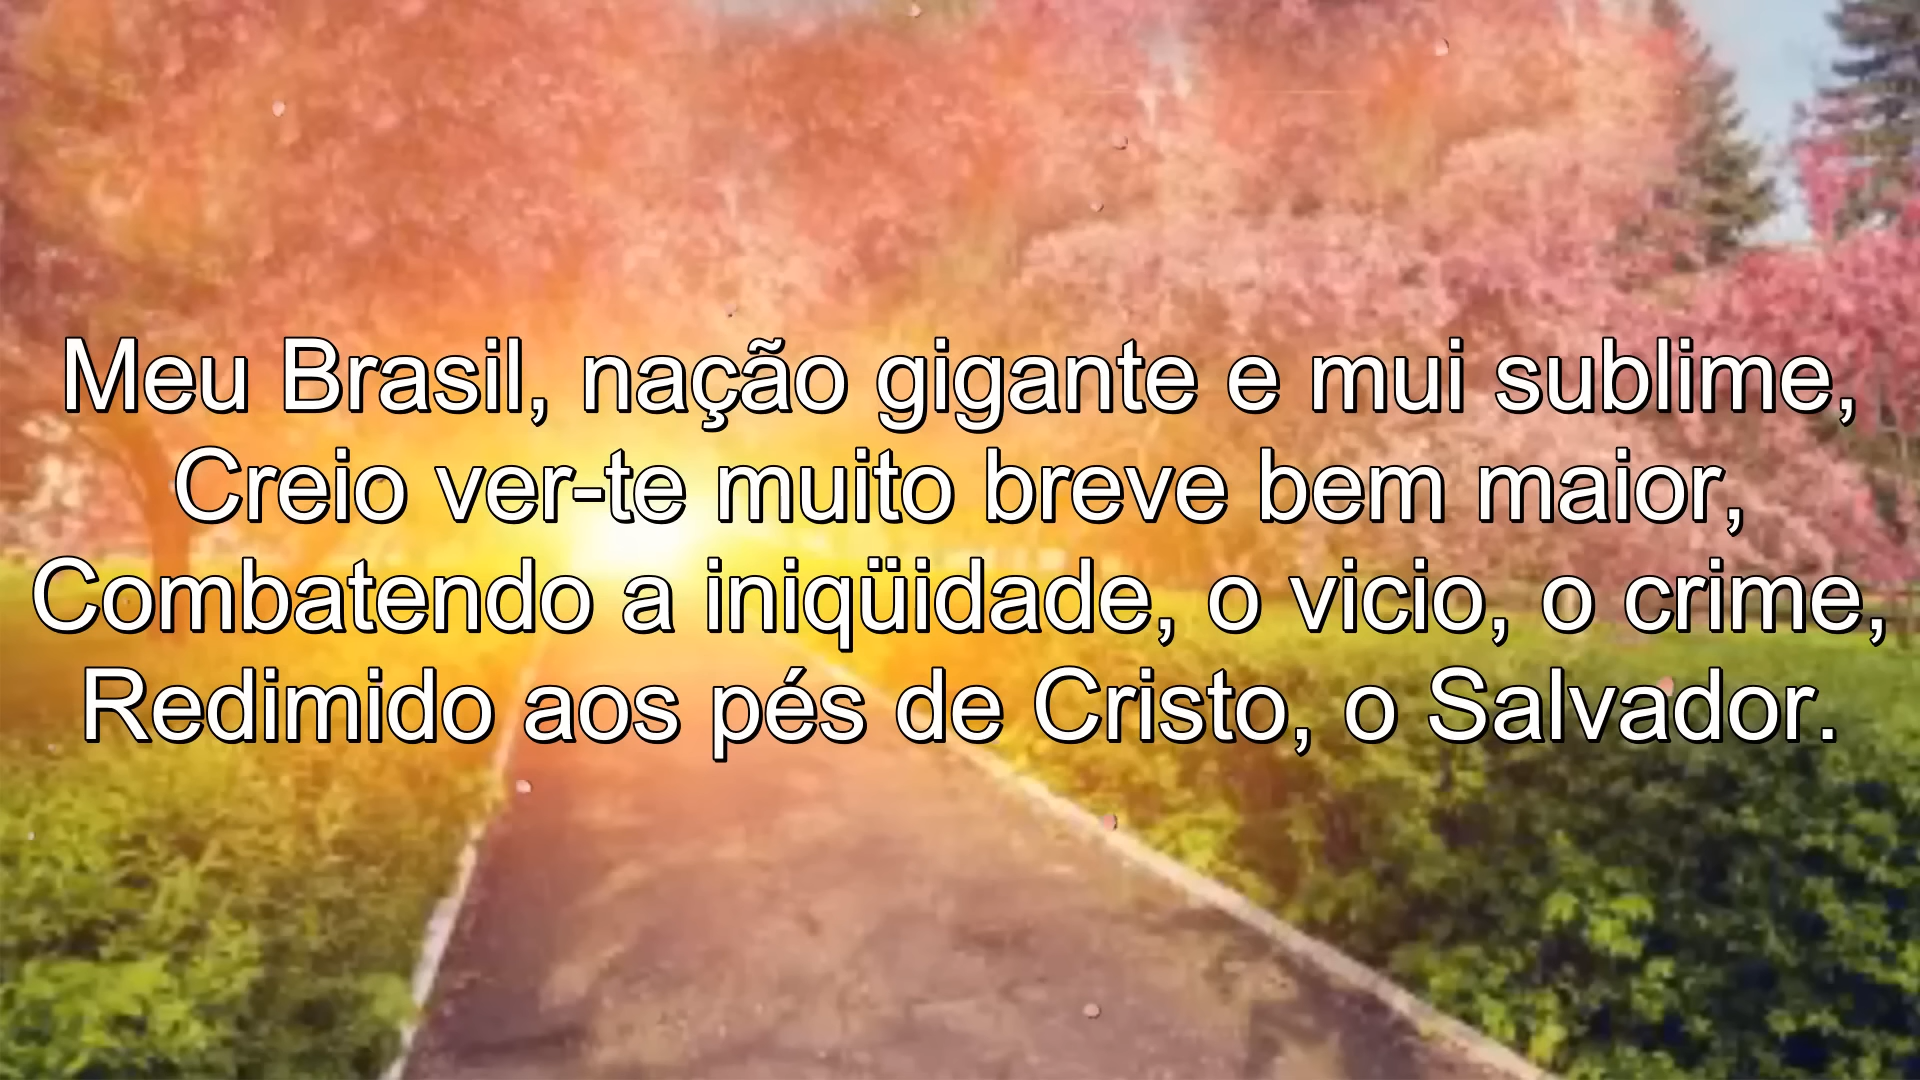 Meu Brasil, nação gigante e mui sublime,
Creio ver-te muito breve bem maior,
Combatendo a iniqüidade, o vicio, o crime,
Redimido aos pés de Cristo, o Salvador.